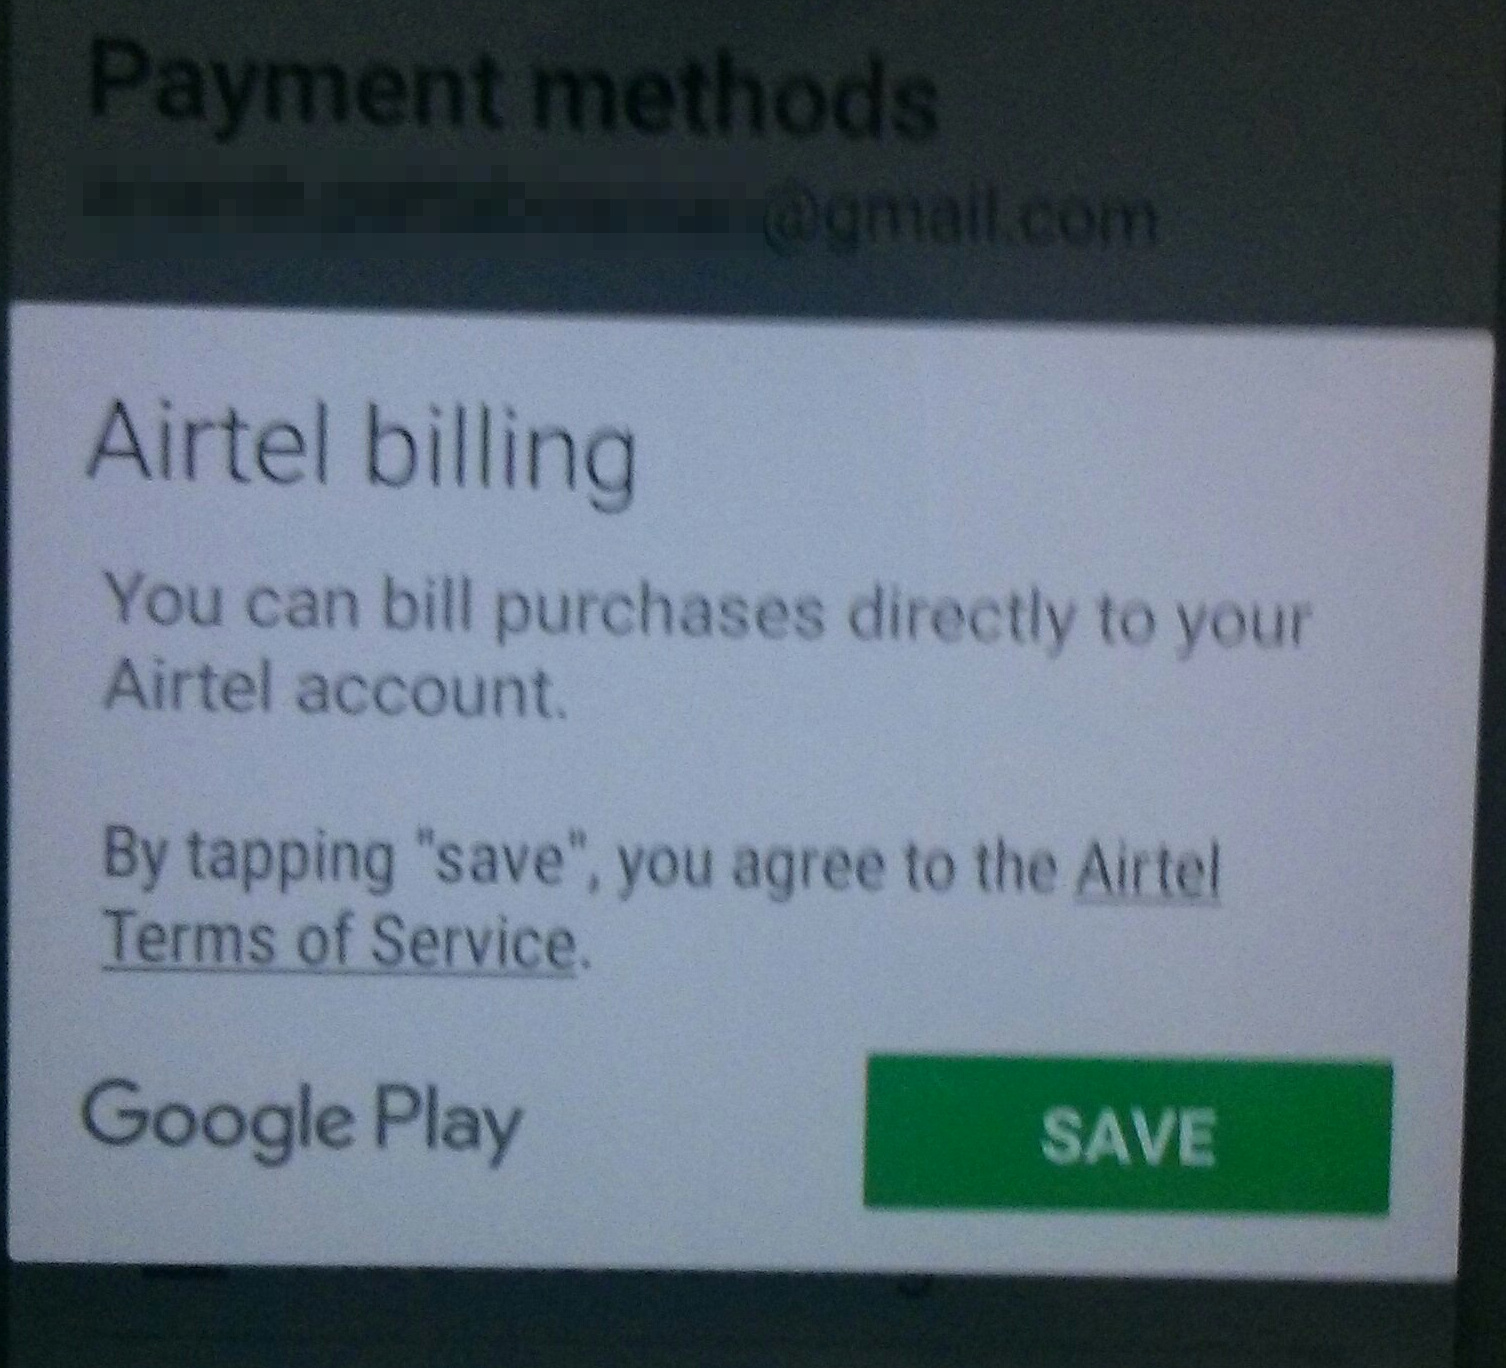 Payment methods
@gmail.com
Airtel billing
You can bill purchases directly to your
Airtel account.
By tapping "save", you agree to the Airtel
Terms of Service.
Google Play
SAVE